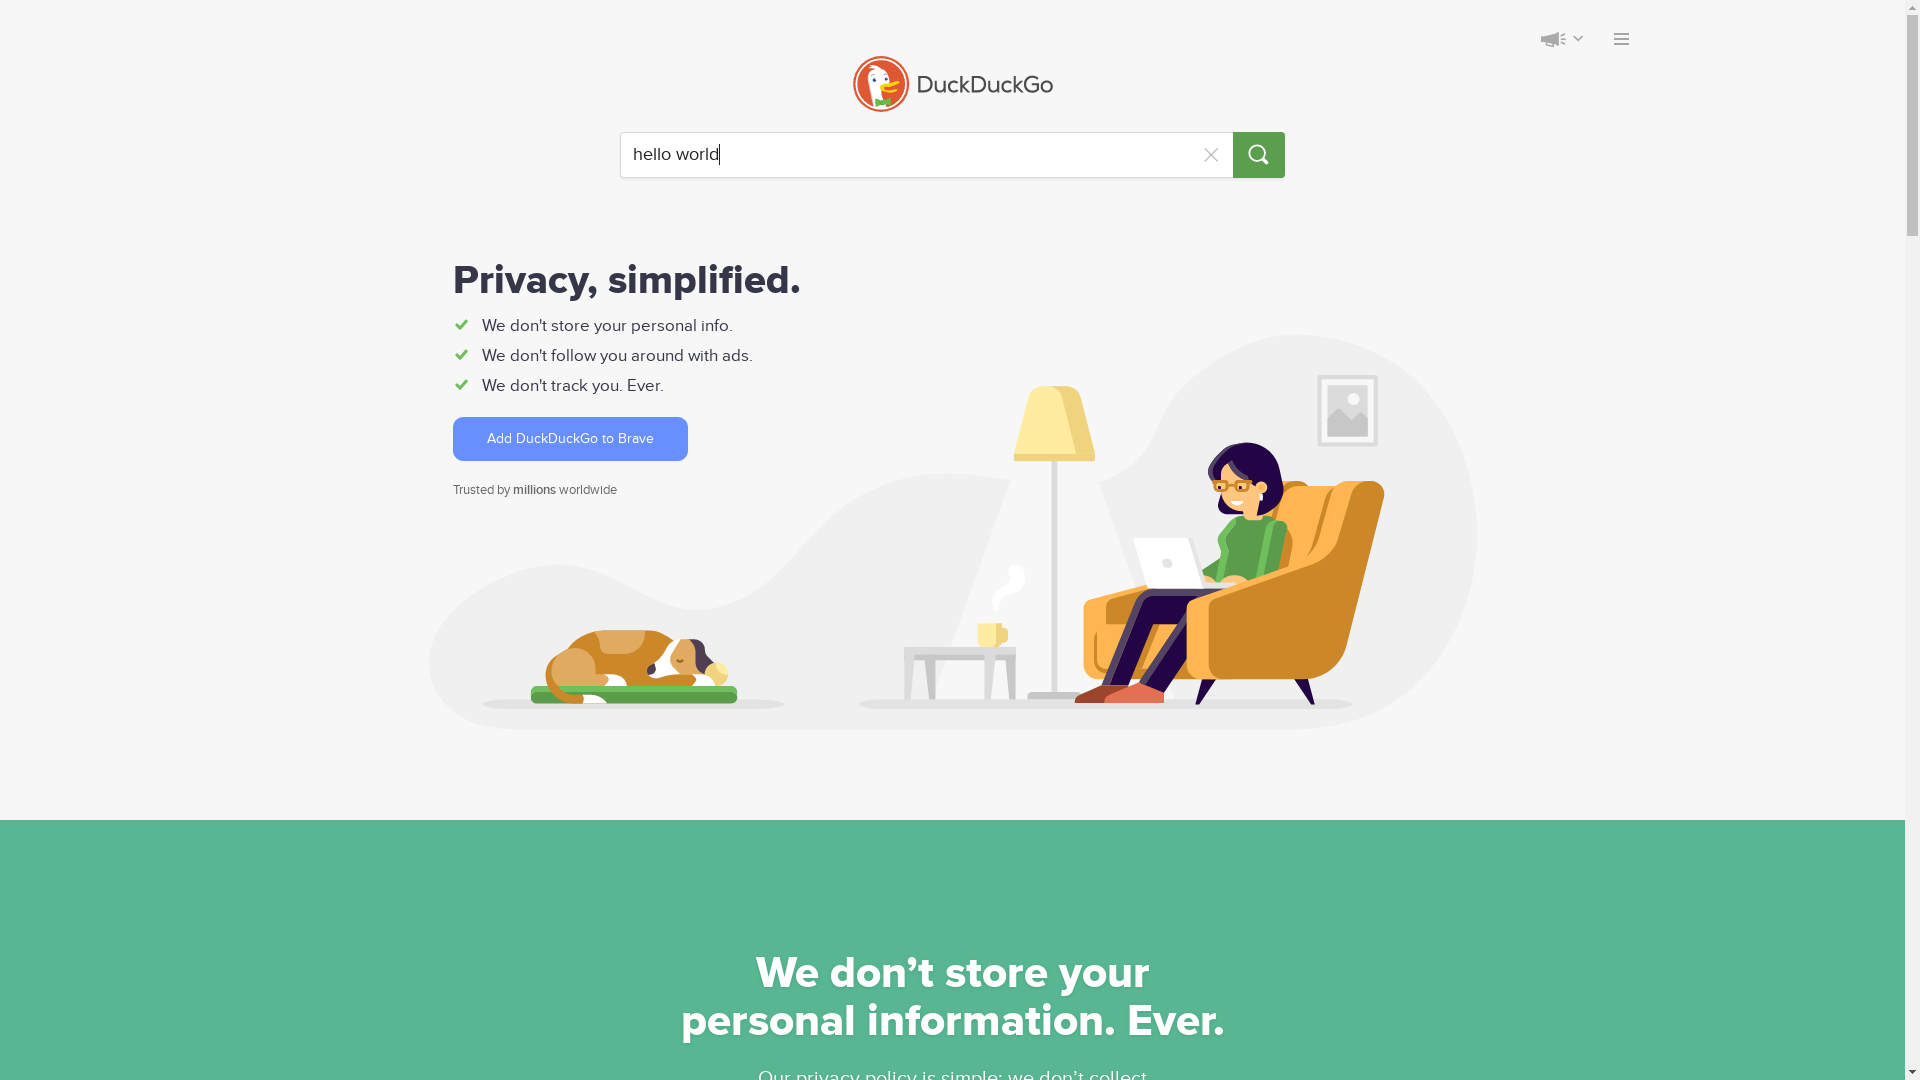 DuckDuckGo
hello world
Privacy, simplified.
We don't store your personal info.
We don't follow you around with ads.
We don't track you. Ever.
Add DuckDuckGo to Brave
Trusted by millions worldwide
We don’t store your
personal information. Ever.
Our privacy policy is simple: we don’t collect